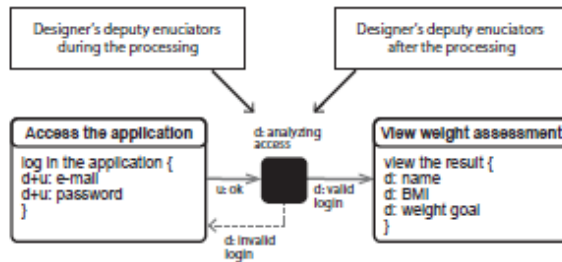 Designer's deputy enuciators
during the processing
Designer's deputy enuciators
after the processing
Access the application
log in the application {
d+u: e-mail
d+u: password
}
u: ok
d: analyzing
access
d: valid
login
d: invalid
login
View weight assessment
view the result {
d: name
d: BMI
d: weight goal
}